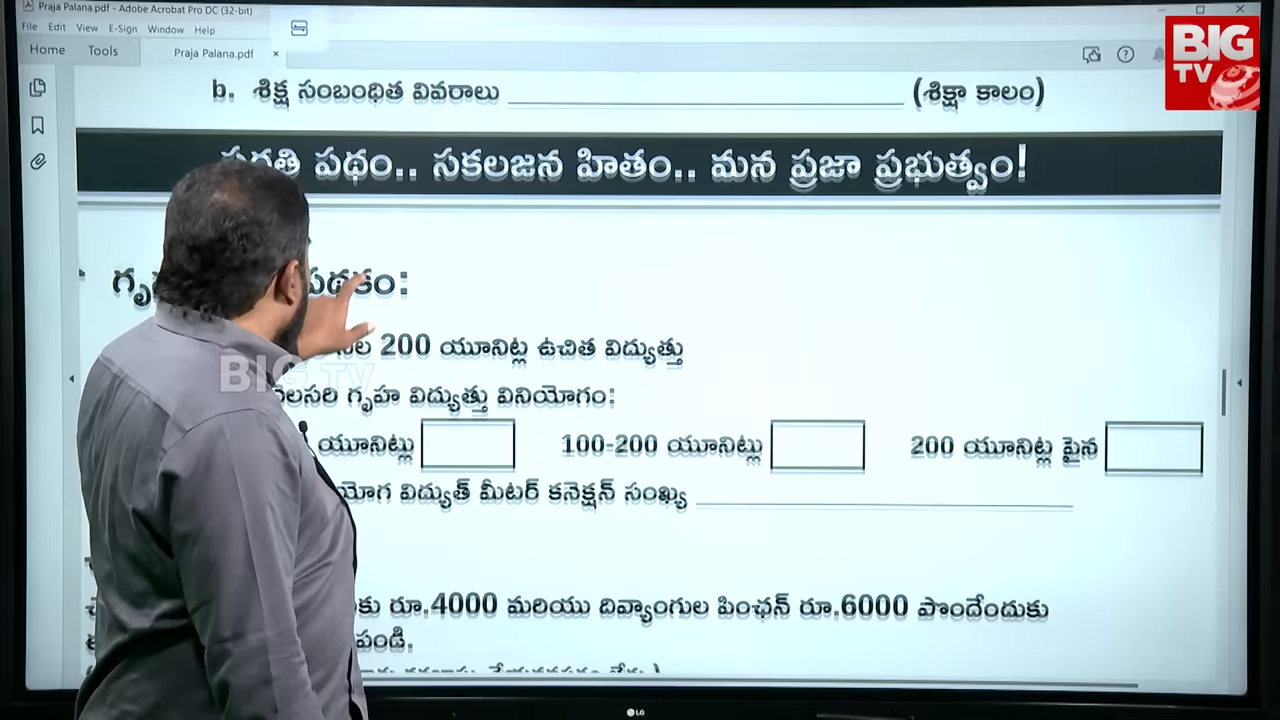 Praja Palana.pdf - Adobe Acrobat Pro DC (32-bit)
File Edit View E-Sign Window Help
Home Tools Praja Palana.pdf ×
BIG TV
b. శిక్ష సంబంధిత వివరాలు (శిక్షా కాలం)
పథం.. సకలజన హితం.. మన ప్రజా ప్రభుత్వం!
పథకం:
200 యూనిట్ల ఉచిత విద్యుత్తు
గృహ విద్యుత్తు వినియోగం:
యూనిట్లు 100-200 యూనిట్లు 200 యూనిట్ల పైన
విద్యుత్ మీటర్ కనెక్షన్ సంఖ్య
కు రూ.4000 మరియు దివ్యాంగుల పింఛన్ రూ.6000 పొందేందుకు
BIG TV
LG